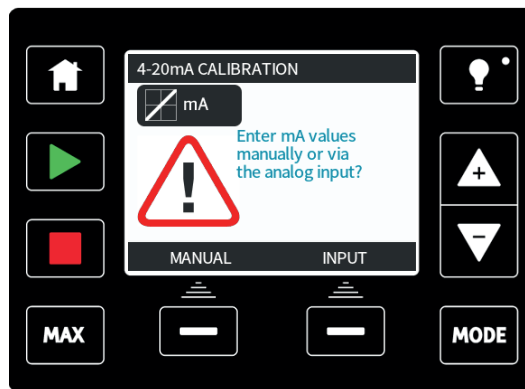 4-20mA CALIBRATION
mA
Enter mA values
manually or via
the analog input?
!
MANUAL INPUT
+
−
MAX
MODE